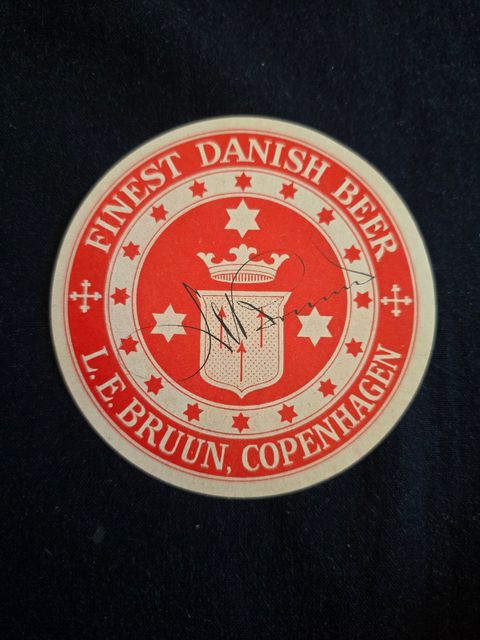 FINEST DANISH BEER
L. E. BRUUN, COPENHAGEN